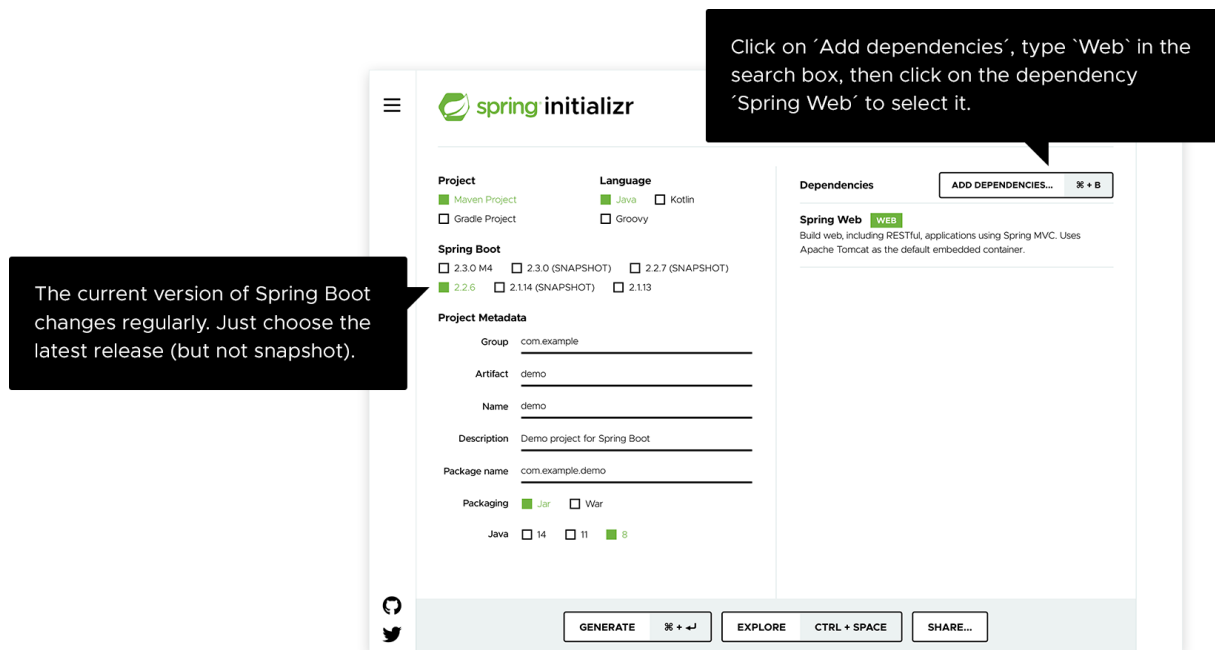 Click on ´Add dependencies´, type `Web` in the
search box, then click on the dependency
´Spring Web´ to select it.
spring initializr
Project
Maven Project
Gradle Project
Language
Java Kotlin
Groovy
Spring Boot
2.3.0 M4 2.3.0 (SNAPSHOT) 2.2.7 (SNAPSHOT)
2.2.6 2.1.14 (SNAPSHOT) 2.1.13
The current version of Spring Boot
changes regularly. Just choose the
latest release (but not snapshot).
Project Metadata
Group com.example
Artifact demo
Name demo
Description Demo project for Spring Boot
Package name com.example.demo
Packaging Jar War
Java 14 11 8
Dependencies ADD DEPENDENCIES... ⌘ + B
Spring Web WEB
Build web, including RESTful, applications using Spring MVC. Uses
Apache Tomcat as the default embedded container.
GENERATE ⌘ + ↵ EXPLORE CTRL + SPACE SHARE...